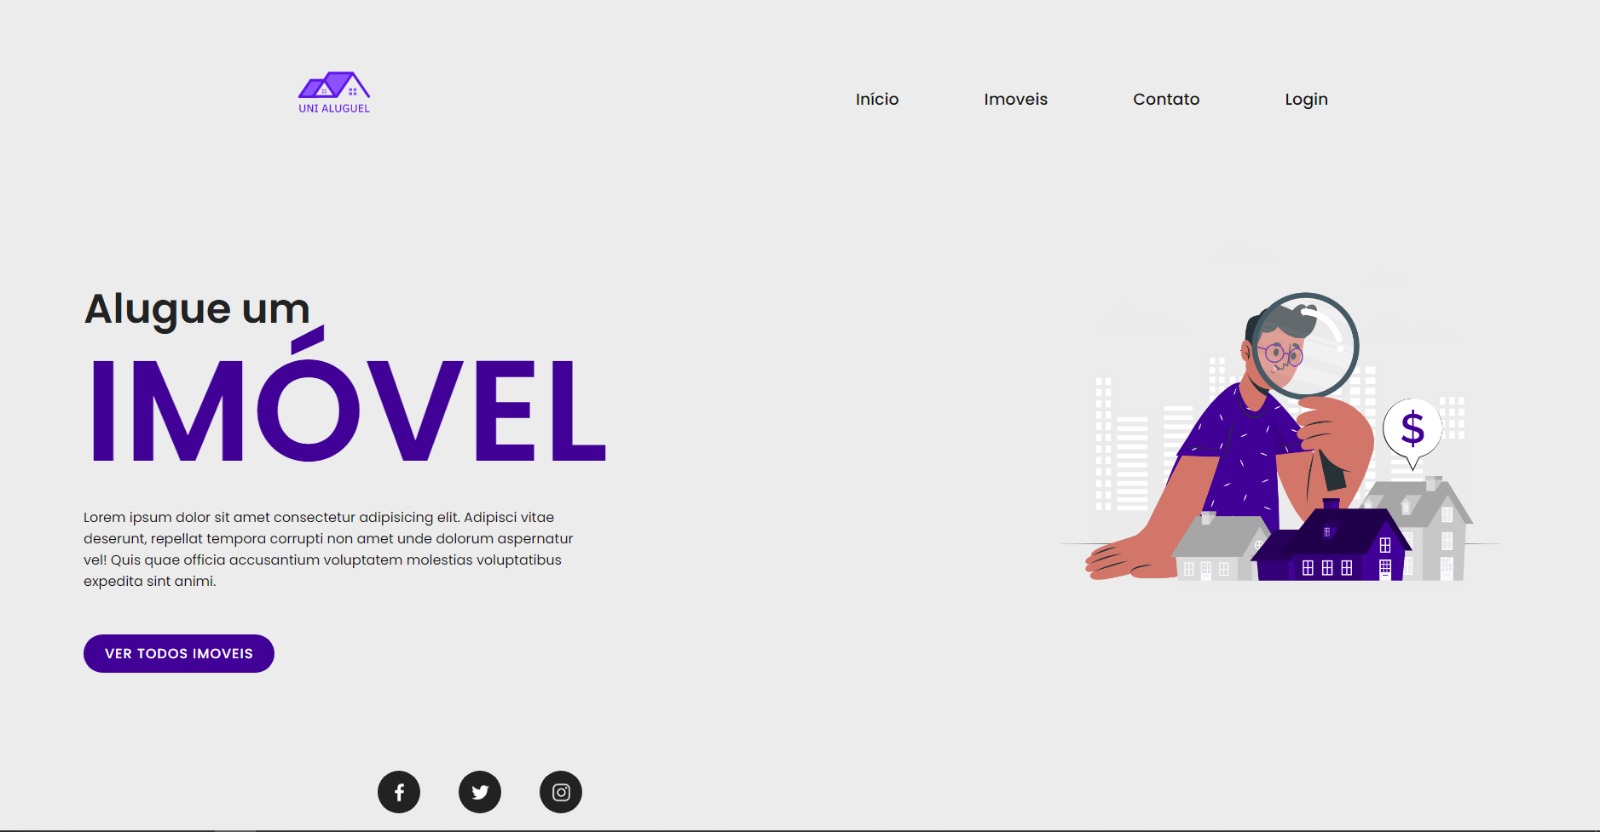 UNI ALUGUEL
Início Imoveis Contato Login
Alugue um
IMÓVEL
Lorem ipsum dolor sit amet consectetur adipisicing elit. Adipisci vitae
deserunt, repellat tempora corrupti non amet unde dolorum aspernatur
vel! Quis quae officia accusantium voluptatem molestias voluptatibus
expedita sint animi.
$
VER TODOS IMOVEIS